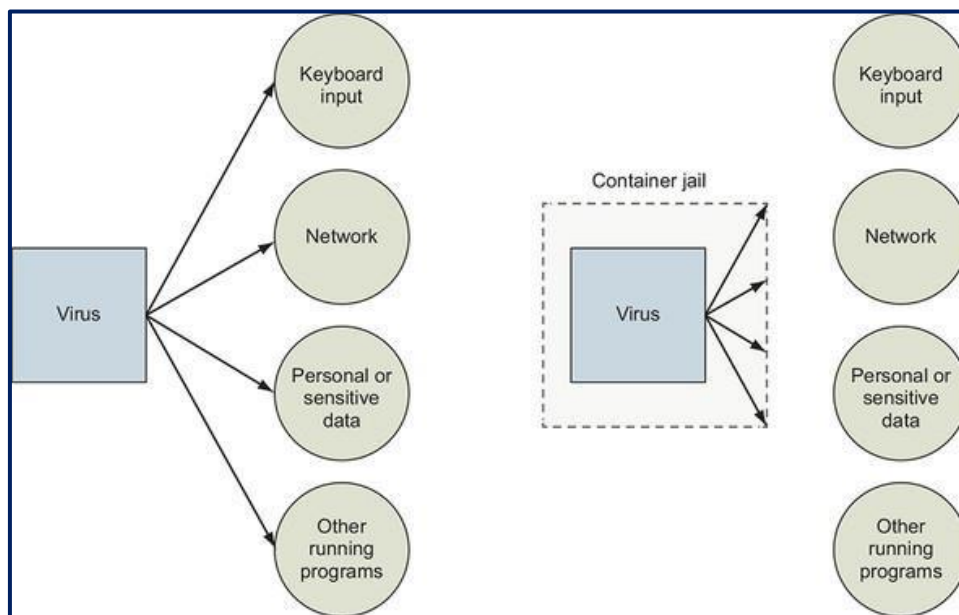 Keyboard
input
Network
Virus
Personal or
sensitive
data
Other
running
programs
Container jail
Virus
Keyboard
input
Network
Personal or
sensitive
data
Other
running
programs